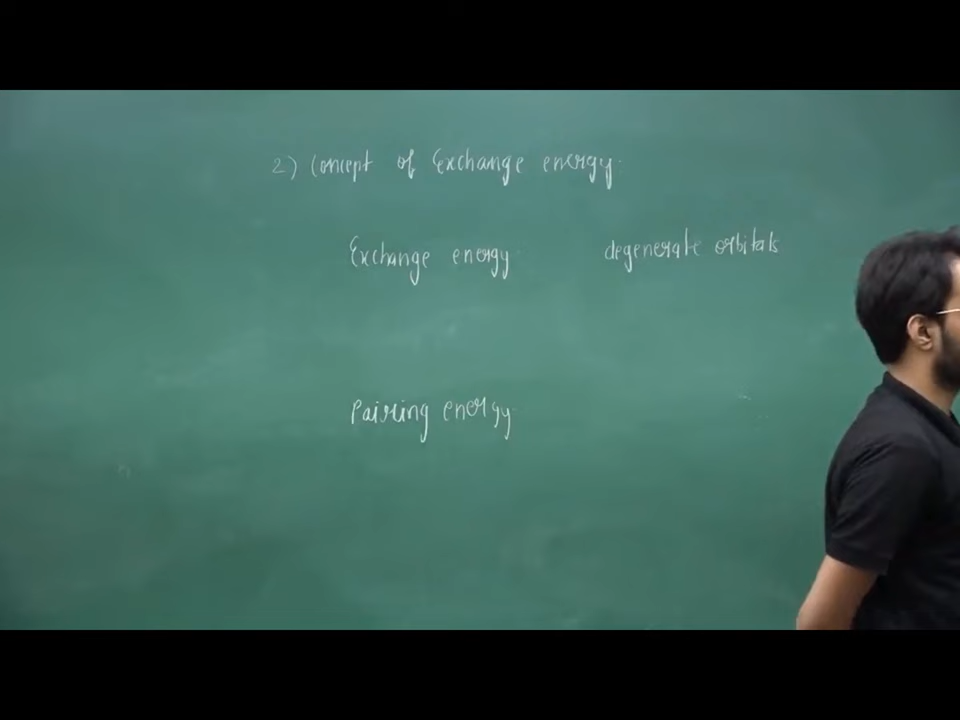 2) Concept of Exchange energy.
Exchange energy degenerate orbitals
Pairing energy